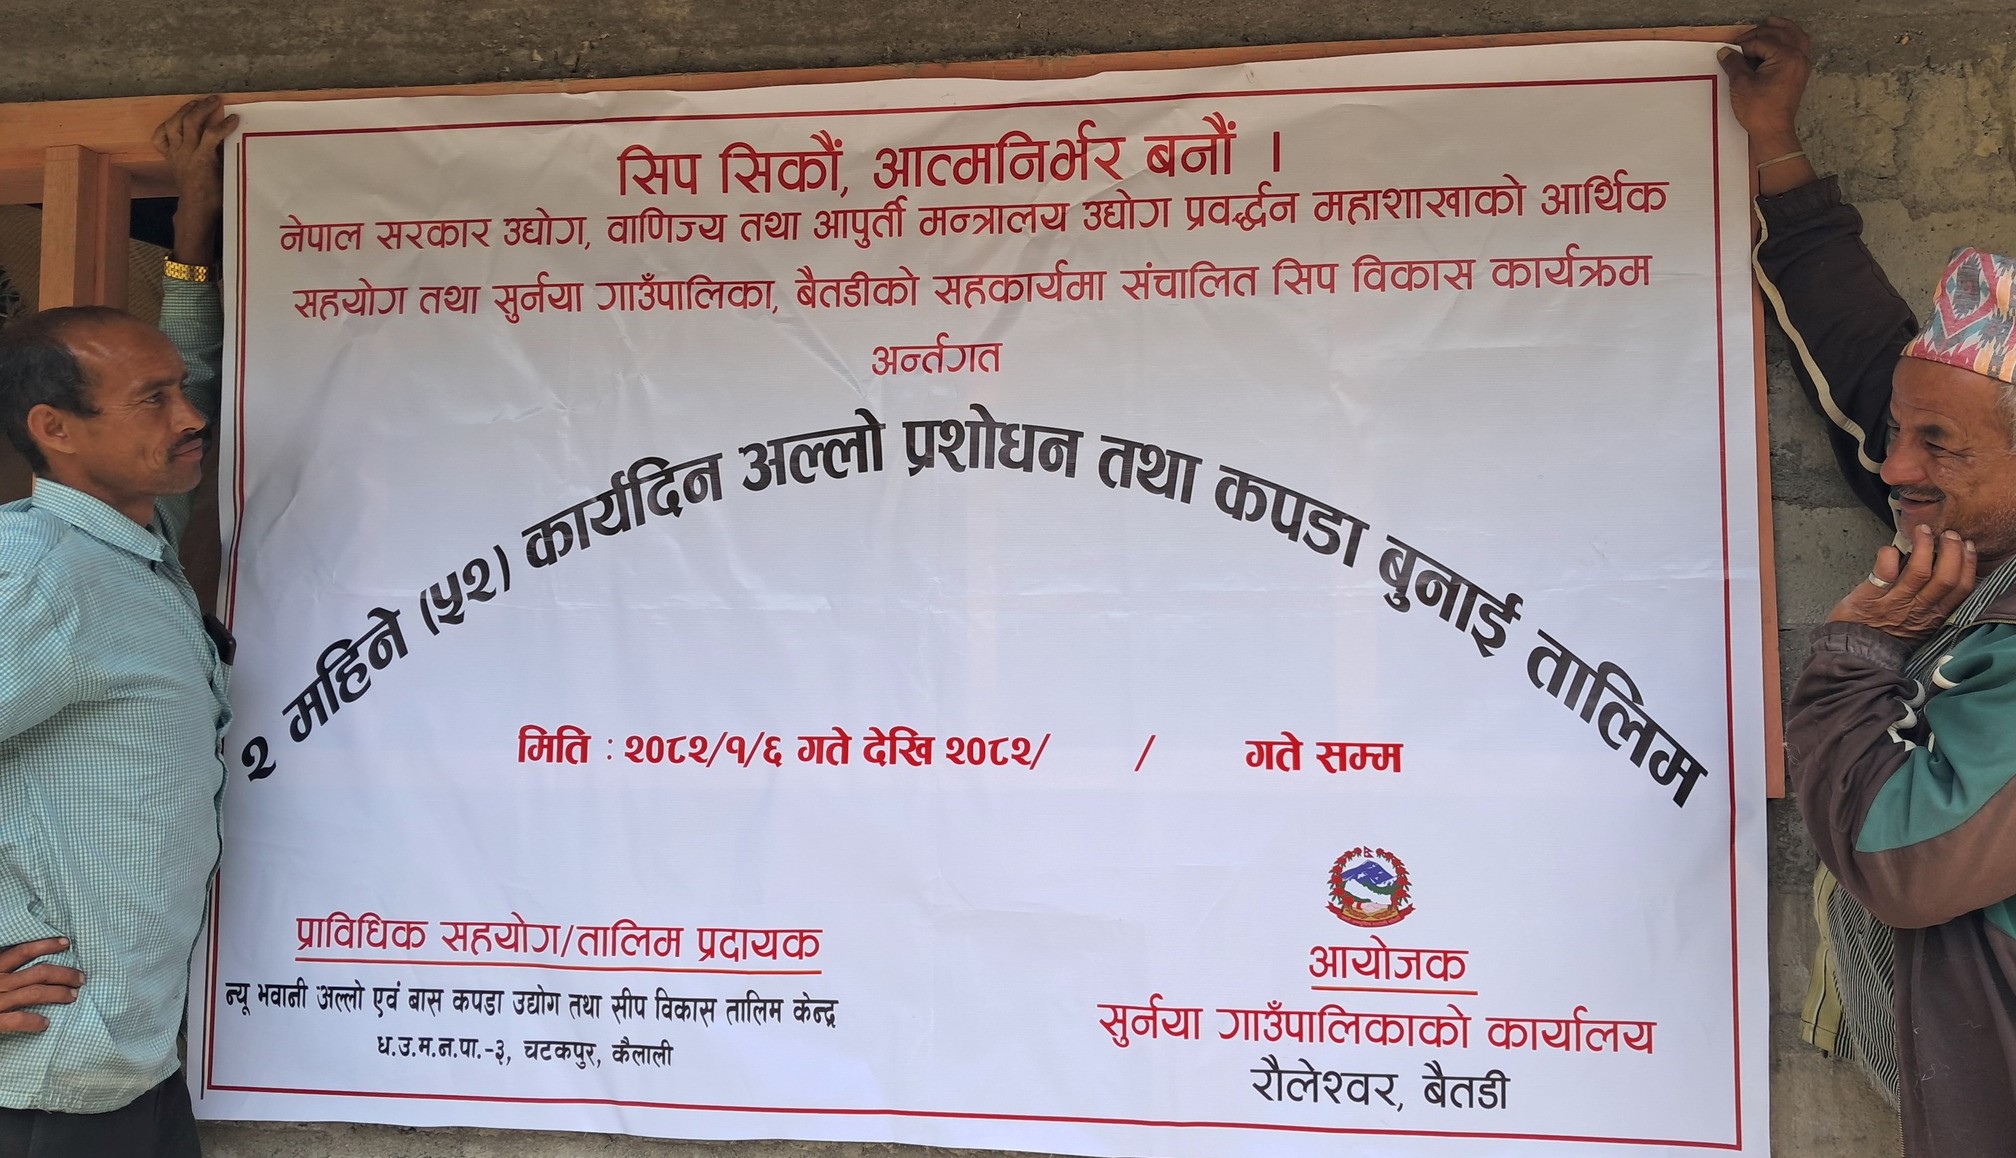 सिप सिकौं, आत्मनिर्भर बनौं ।
नेपाल सरकार उद्योग, वाणिज्य तथा आपुर्ती मन्त्रालय उद्योग प्रवर्द्धन महाशाखाको आर्थिक
सहयोग तथा सुर्नया गाउँपालिका, बैतडीको सहकार्यमा संचालित सिप विकास कार्यक्रम
अर्न्तगत
२ महिने (५२) कार्यदिन अल्लो प्रशोधन तथा कपडा बुनाई तालिम
मिति : २०८२/१/६ गते देखि २०८२/ / गते सम्म
प्राविधिक सहयोग/तालिम प्रदायक
न्यू भवानी अल्लो एवं बास कपडा उद्योग तथा सीप विकास तालिम केन्द्र
ध.उ.म.न.पा.-३, चटकपुर, कैलाली
आयोजक
सुर्नया गाउँपालिकाको कार्यालय
रौलेश्वर, बैतडी